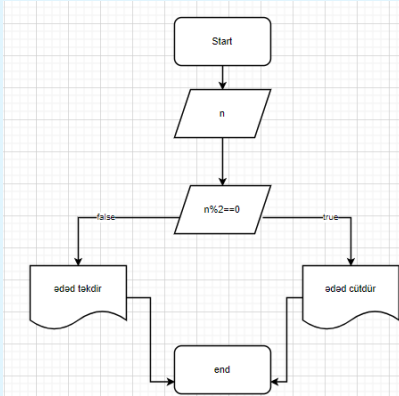 Start
n
n%2==0
false
true
ədəd təkdir
ədəd cütdür
end